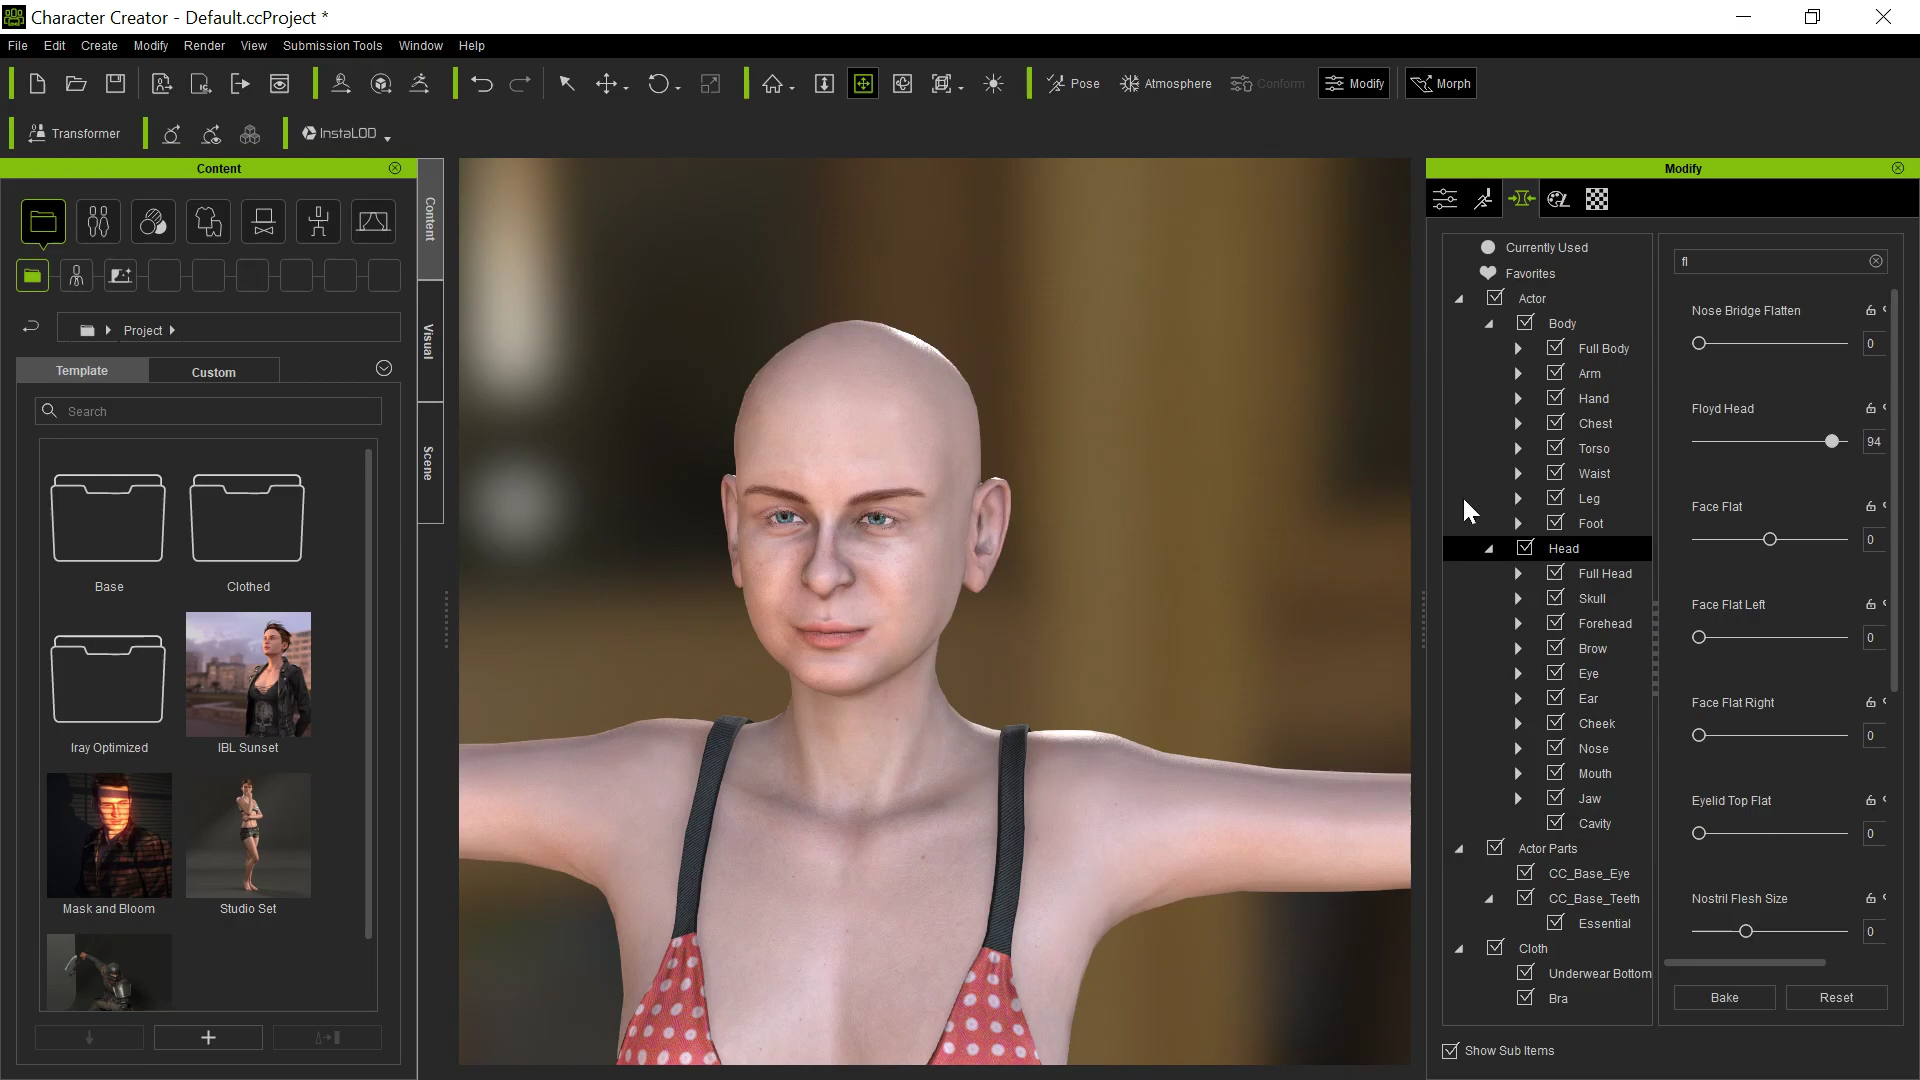 Character Creator - Default.ccProject *
File Edit Create Modify Render View Submission Tools Window Help
Pose Atmosphere Conform Modify Morph
Transformer InstaLOD
Content
Content
Visual
Scene
Project
Template Custom
Search
Base Clothed
Iray Optimized IBL Sunset
Mask and Bloom Studio Set
Modify
Currently Used
Favorites
Actor
Body
Full Body
Arm
Hand
Chest
Torso
Waist
Leg
Foot
Head
Full Head
Skull
Forehead
Brow
Eye
Ear
Cheek
Nose
Mouth
Jaw
Cavity
Actor Parts
CC_Base_Eye
CC_Base_Teeth
Essential
Cloth
Underwear Bottom
Bra
Show Sub Items
fl
Nose Bridge Flatten
0
Floyd Head
94
Face Flat
0
Face Flat Left
0
Face Flat Right
0
Eyelid Top Flat
0
Nostril Flesh Size
0
Bake Reset